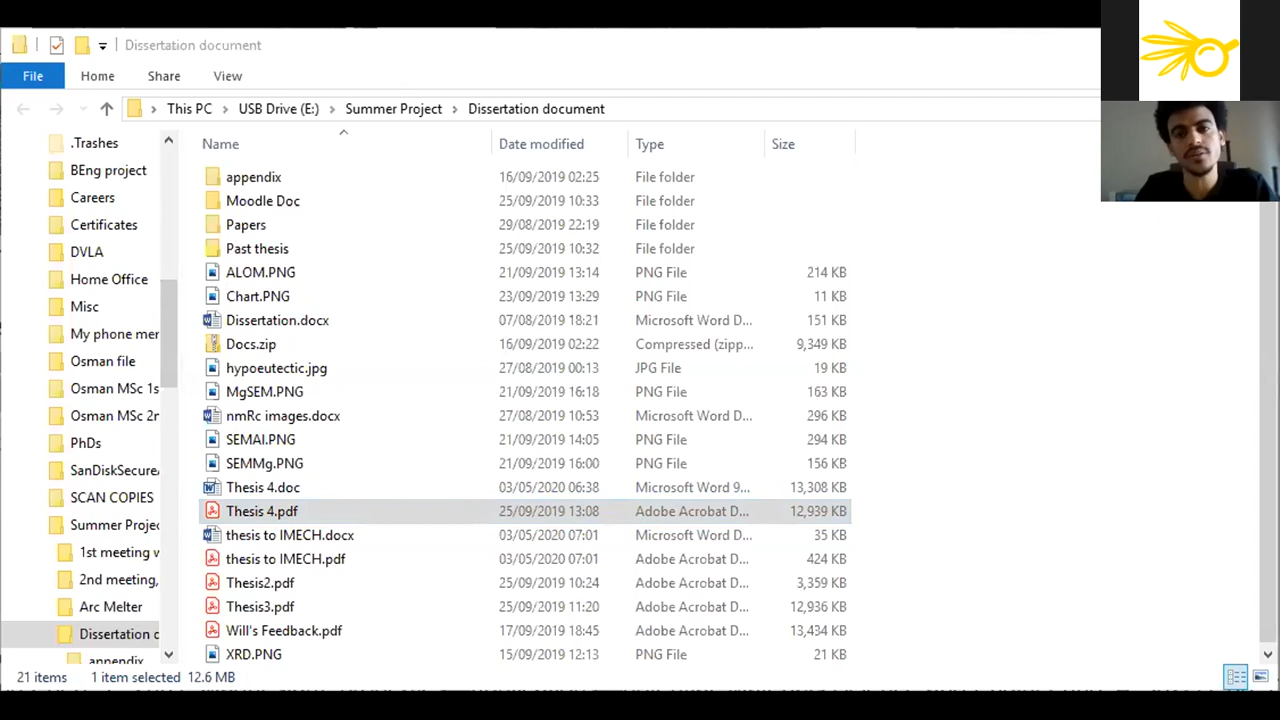 Dissertation document
File Home Share View
This PC USB Drive (E:) Summer Project Dissertation document
Name Date modified Type Size
.Trashes
BEng project
Careers
Certificates
DVLA
Home Office
Misc
My phone mer
Osman file
Osman MSc 1s
Osman MSc 2n
PhDs
SanDiskSecure
SCAN COPIES
Summer Projec
1st meeting w
2nd meeting,
Arc Melter
Dissertation c
appendix
appendix 16/09/2019 02:25 File folder
Moodle Doc 25/09/2019 10:33 File folder
Papers 29/08/2019 22:19 File folder
Past thesis 25/09/2019 10:32 File folder
ALOM.PNG 21/09/2019 13:14 PNG File 214 KB
Chart.PNG 23/09/2019 13:29 PNG File 11 KB
Dissertation.docx 07/08/2019 18:21 Microsoft Word D... 151 KB
Docs.zip 16/09/2019 02:22 Compressed (zipp... 9,349 KB
hypoeutectic.jpg 27/08/2019 00:13 JPG File 19 KB
MgSEM.PNG 21/09/2019 16:18 PNG File 163 KB
nmRc images.docx 27/08/2019 10:53 Microsoft Word D... 296 KB
SEMAI.PNG 21/09/2019 14:05 PNG File 294 KB
SEMMg.PNG 21/09/2019 16:00 PNG File 156 KB
Thesis 4.doc 03/05/2020 06:38 Microsoft Word 9... 13,308 KB
Thesis 4.pdf 25/09/2019 13:08 Adobe Acrobat D... 12,939 KB
thesis to IMECH.docx 03/05/2020 07:01 Microsoft Word D... 35 KB
thesis to IMECH.pdf 03/05/2020 07:01 Adobe Acrobat D... 424 KB
Thesis2.pdf 25/09/2019 10:24 Adobe Acrobat D... 3,359 KB
Thesis3.pdf 25/09/2019 11:20 Adobe Acrobat D... 12,936 KB
Will's Feedback.pdf 17/09/2019 18:45 Adobe Acrobat D... 13,434 KB
XRD.PNG 15/09/2019 12:13 PNG File 21 KB
21 items 1 item selected 12.6 MB